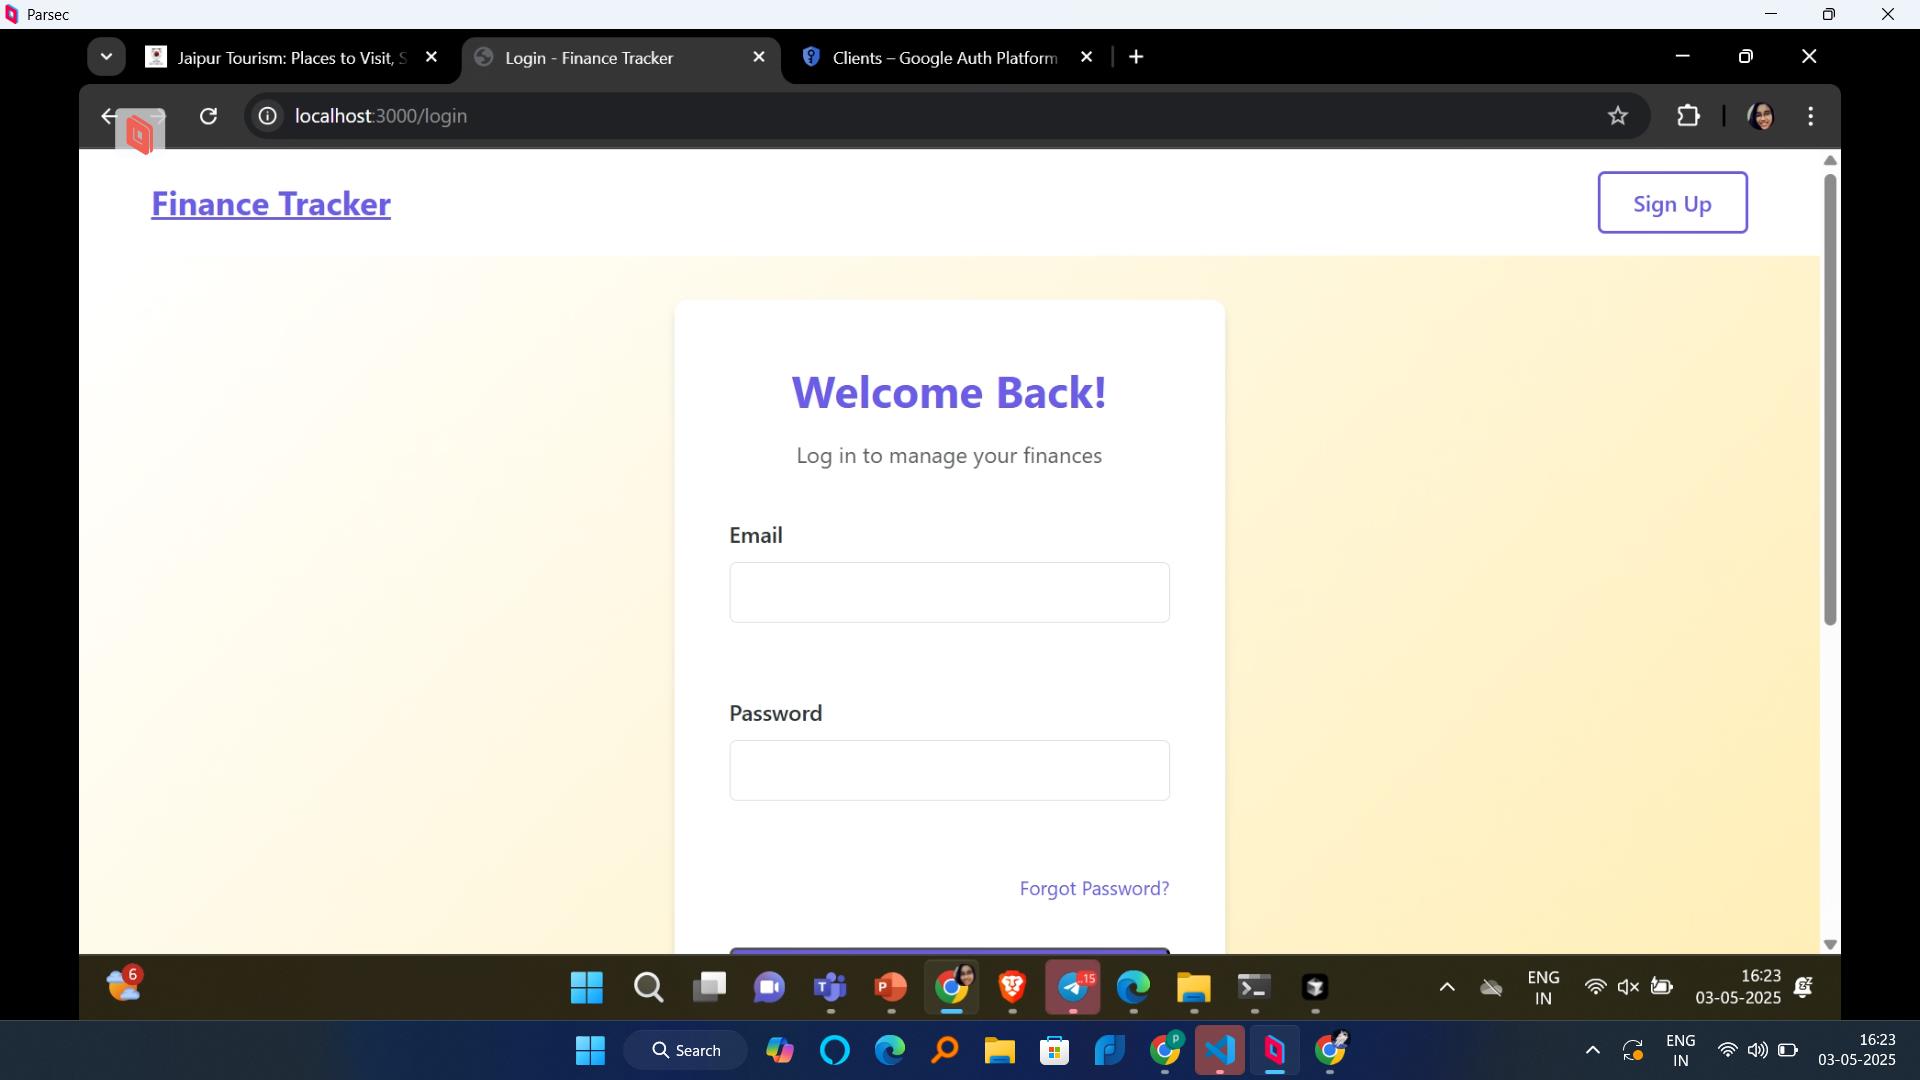 Parsec
Jaipur Tourism: Places to Visit, S
Login - Finance Tracker
Clients – Google Auth Platform
localhost:3000/login
Finance Tracker
Sign Up
Welcome Back!
Log in to manage your finances
Email
Password
Forgot Password?
6
15
ENG
IN
16:23
03-05-2025
Search
P
ENG
IN
16:23
03-05-2025